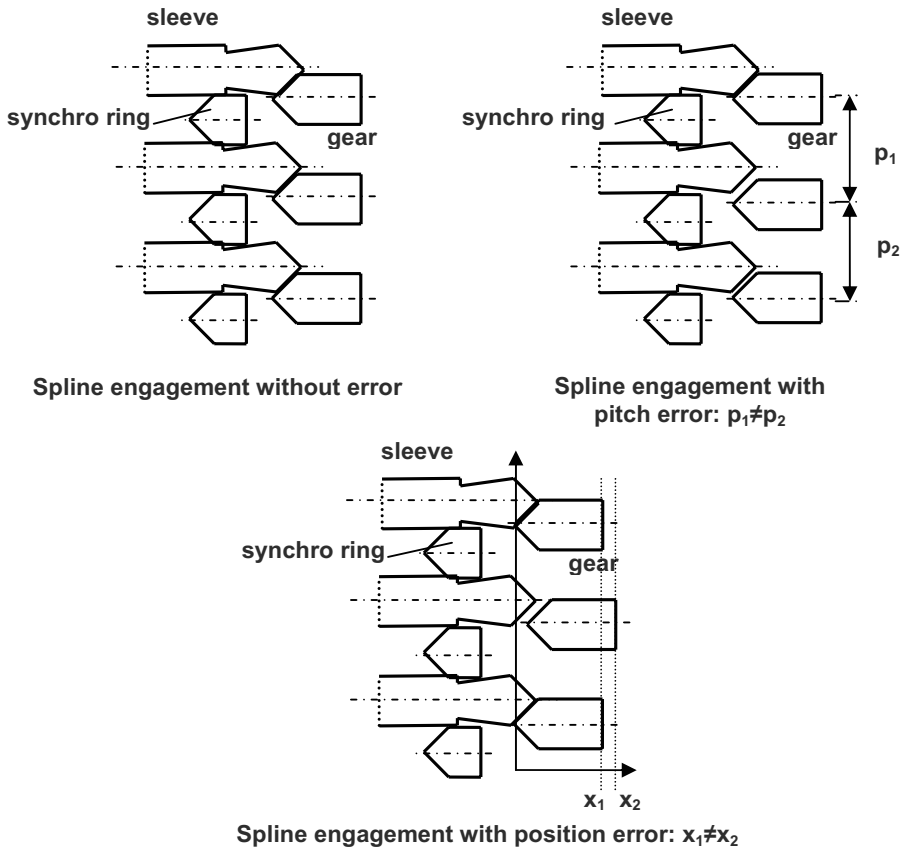 sleeve
synchro ring
gear
Spline engagement without error
sleeve
synchro ring
gear
p₁
p₂
Spline engagement with
pitch error: p₁≠p₂
sleeve
synchro ring
gear
x₁ x₂
Spline engagement with position error: x₁≠x₂